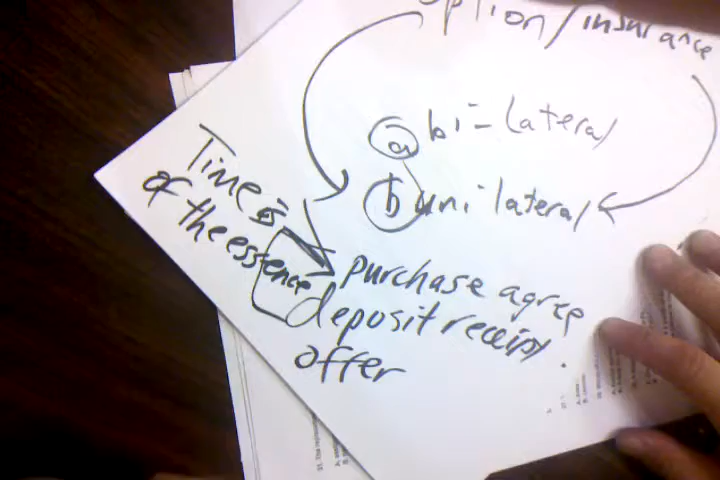 option/insurance
a bi-lateral
b unilateral
Time is
of the essence
purchase agree
deposit receipt
offer